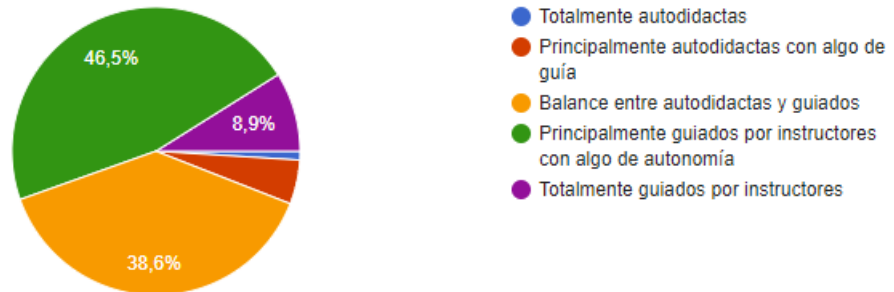 46,5%
8,9%
38,6%
Totalmente autodidactas
Principalmente autodidactas con algo de
guía
Balance entre autodidactas y guiados
Principalmente guiados por instructores
con algo de autonomía
Totalmente guiados por instructores